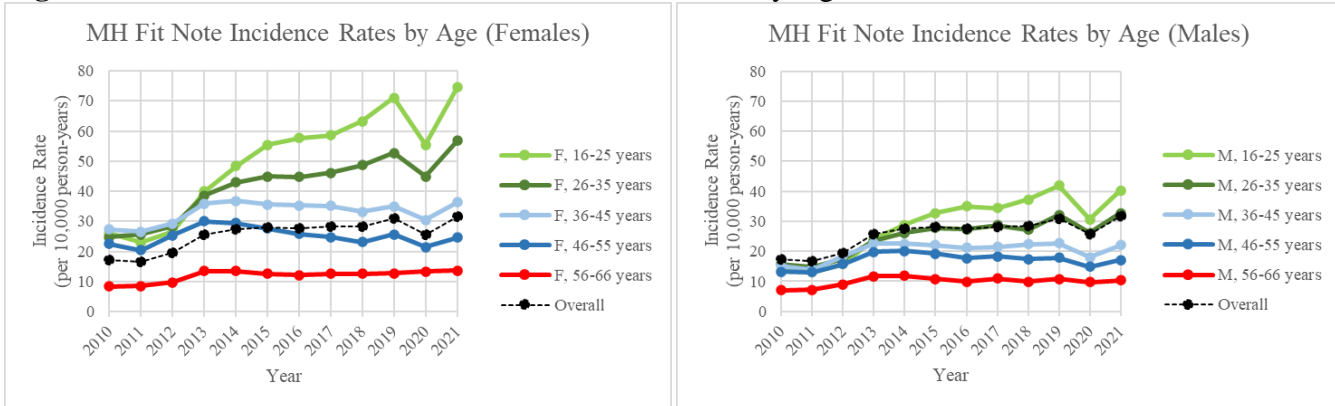 MH Fit Note Incidence Rates by Age (Females)
Incidence Rate
(per 10,000 person-years)
80
70
60
50
40
30
20
10
0
2010
2011
2012
2013
2014
2015
2016
2017
2018
2019
2020
2021
Year
F, 16-25 years
F, 26-35 years
F, 36-45 years
F, 46-55 years
F, 56-66 years
Overall
MH Fit Note Incidence Rates by Age (Males)
Incidence Rate
(per 10,000 person-years)
80
70
60
50
40
30
20
10
0
2010
2011
2012
2013
2014
2015
2016
2017
2018
2019
2020
2021
Year
M, 16-25 years
M, 26-35 years
M, 36-45 years
M, 46-55 years
M, 56-66 years
Overall